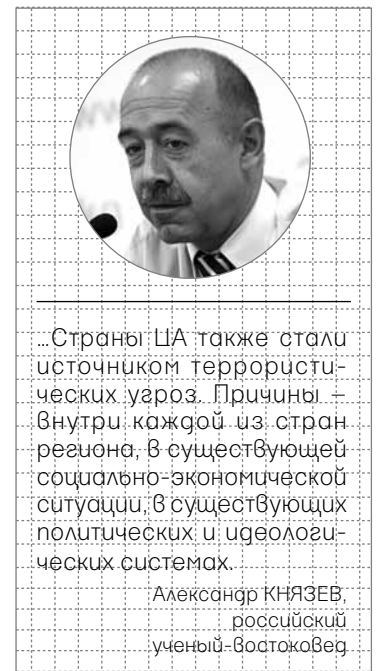 ...Страны ЦА также стали
источником террористи-
ческих угроз. Причины –
внутри каждой из стран
региона, в существующей
социально-экономической
ситуации, в существующих
политических и идеологи-
ческих системах.
Александр КНЯЗЕВ,
российский
ученый-востоковед